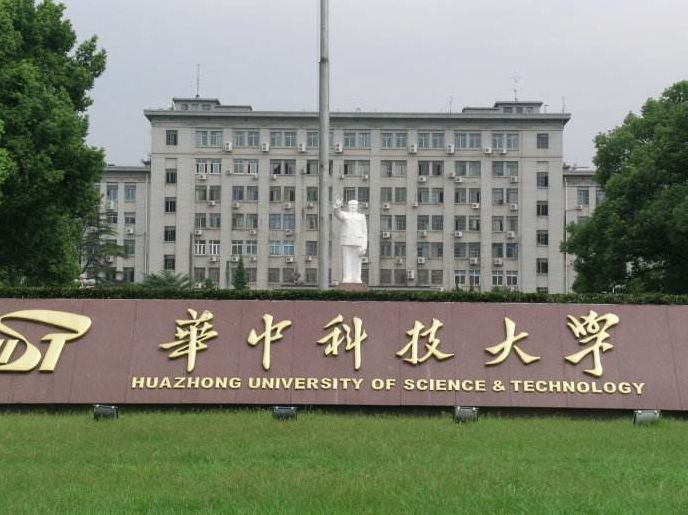 華中科技大學
HUAZHONG UNIVERSITY OF SCIENCE & TECHNOLOGY